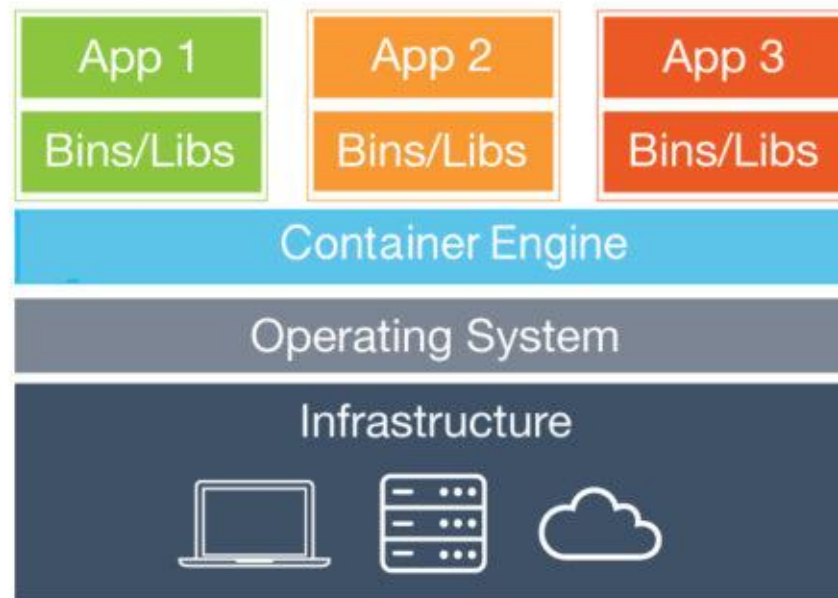 App 1
App 2
App 3
Bins/Libs
Bins/Libs
Bins/Libs
Container Engine
Operating System
Infrastructure